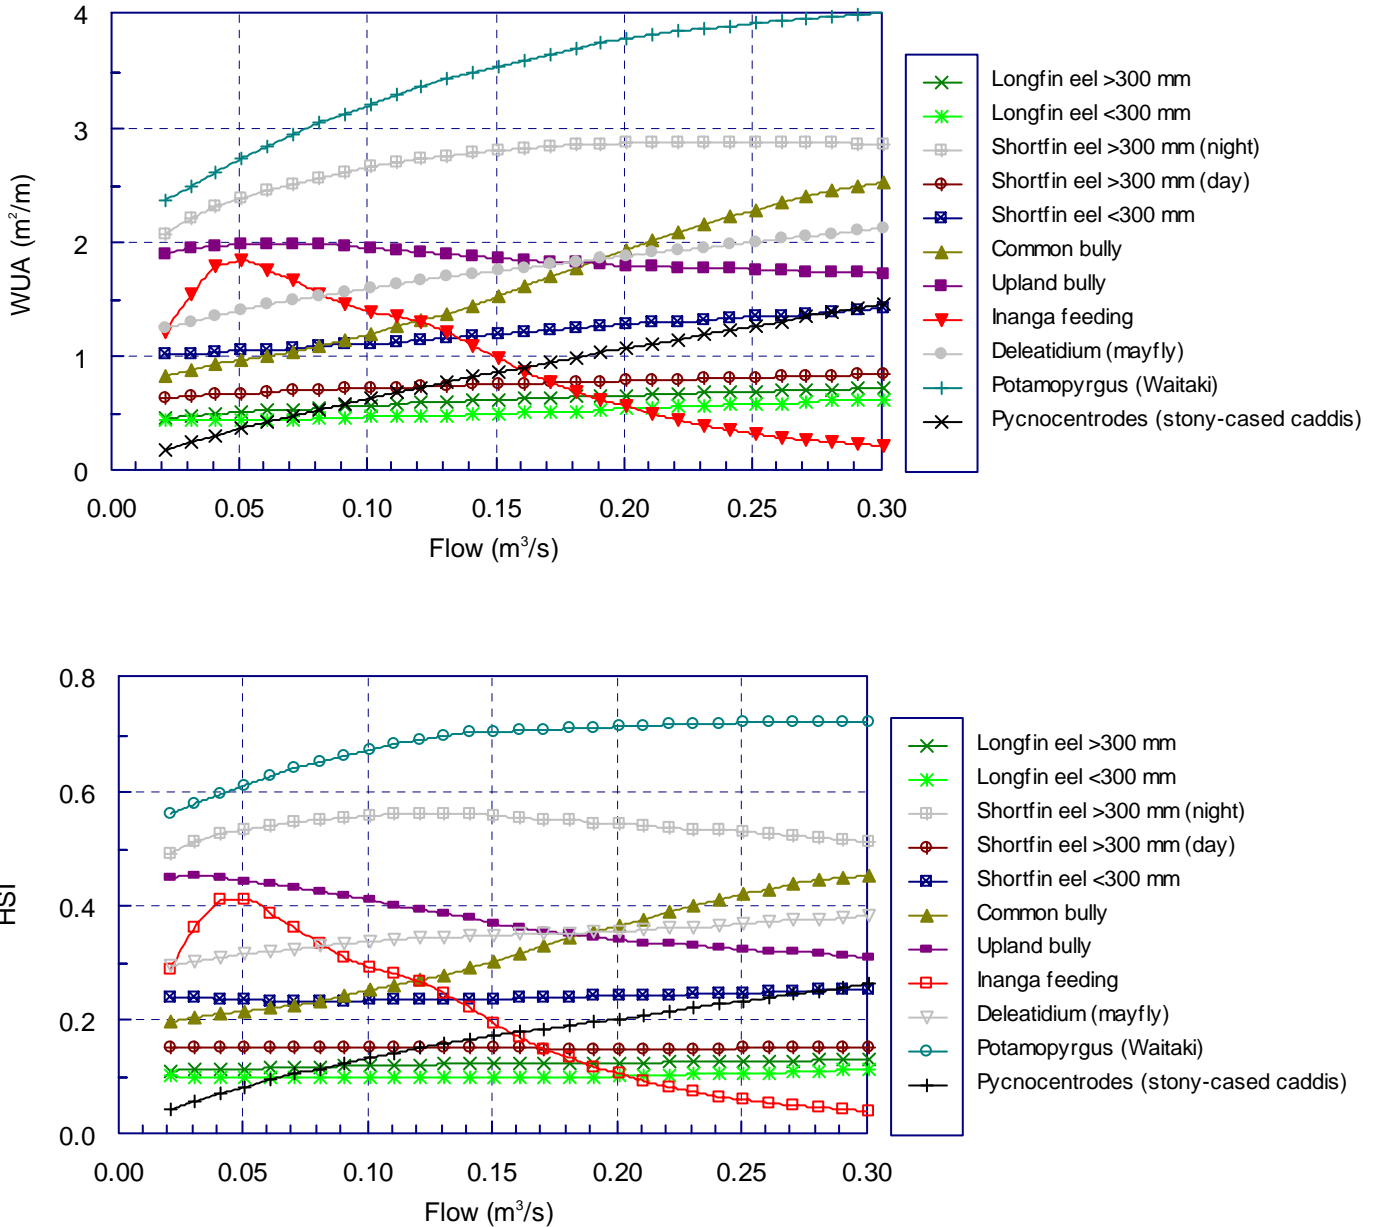 4
3
2
1
0
WUA (m²/m)
0.00 0.05 0.10 0.15 0.20 0.25 0.30
Flow (m³/s)
Longfin eel >300 mm
Longfin eel <300 mm
Shortfin eel >300 mm (night)
Shortfin eel >300 mm (day)
Shortfin eel <300 mm
Common bully
Upland bully
Inanga feeding
Deleatidium (mayfly)
Potamopyrgus (Waitaki)
Pycnocentrodes (stony-cased caddis)
0.8
0.6
0.4
0.2
0.0
HSI
0.00 0.05 0.10 0.15 0.20 0.25 0.30
Flow (m³/s)
Longfin eel >300 mm
Longfin eel <300 mm
Shortfin eel >300 mm (night)
Shortfin eel >300 mm (day)
Shortfin eel <300 mm
Common bully
Upland bully
Inanga feeding
Deleatidium (mayfly)
Potamopyrgus (Waitaki)
Pycnocentrodes (stony-cased caddis)